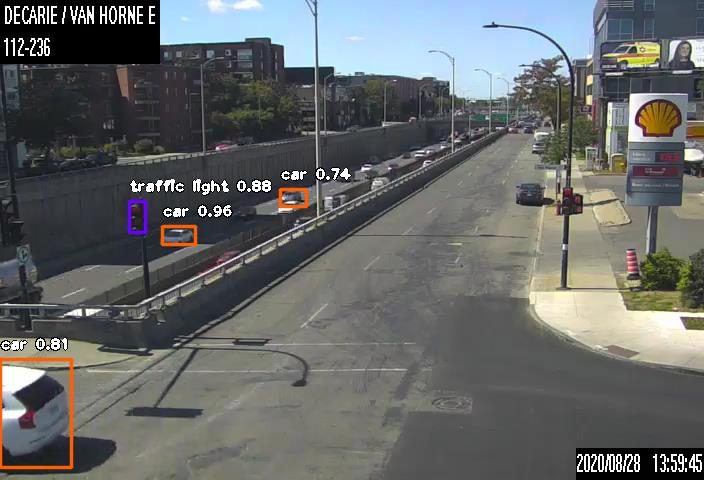 DECARIE / VAN HORNE E
112-236
car 0.74
traffic light 0.88
car 0.96
car 0.81
2020/08/28 13:59:45